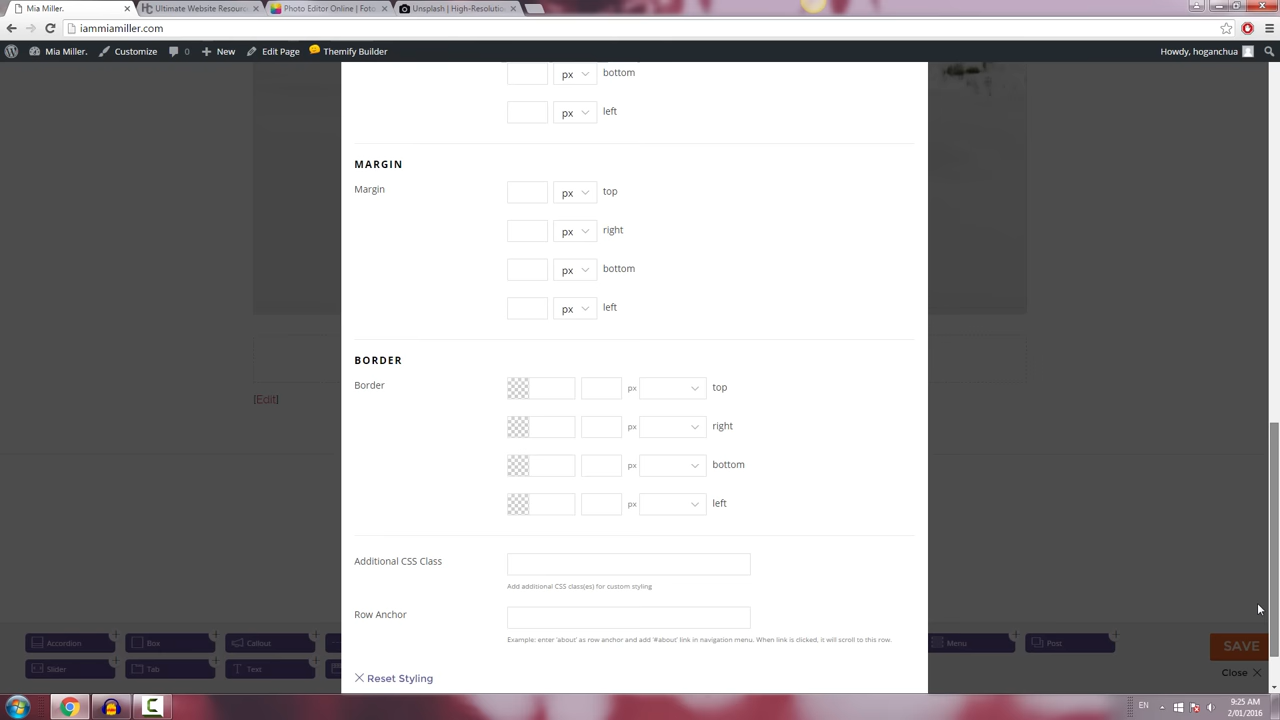 Mia Miller.
Ultimate Website Resourc
Photo Editor Online | Foto
Unsplash | High-Resolution
iammiamiller.com
Mia Miller. Customize 0 New Edit Page Themify Builder Howdy, hoganchua
px bottom
px left
MARGIN
Margin px top
px right
px bottom
px left
BORDER
Border px top
px right
px bottom
px left
[Edit]
Additional CSS Class
Add additional CSS class(es) for custom styling
Row Anchor
Example: enter 'about' as row anchor and add '#about' link in navigation menu. When link is clicked, it will scroll to this row.
Accordion Box Callout Menu Post SAVE
Slider Tab Text Close
Reset Styling
EN 9:25 AM
2/01/2016